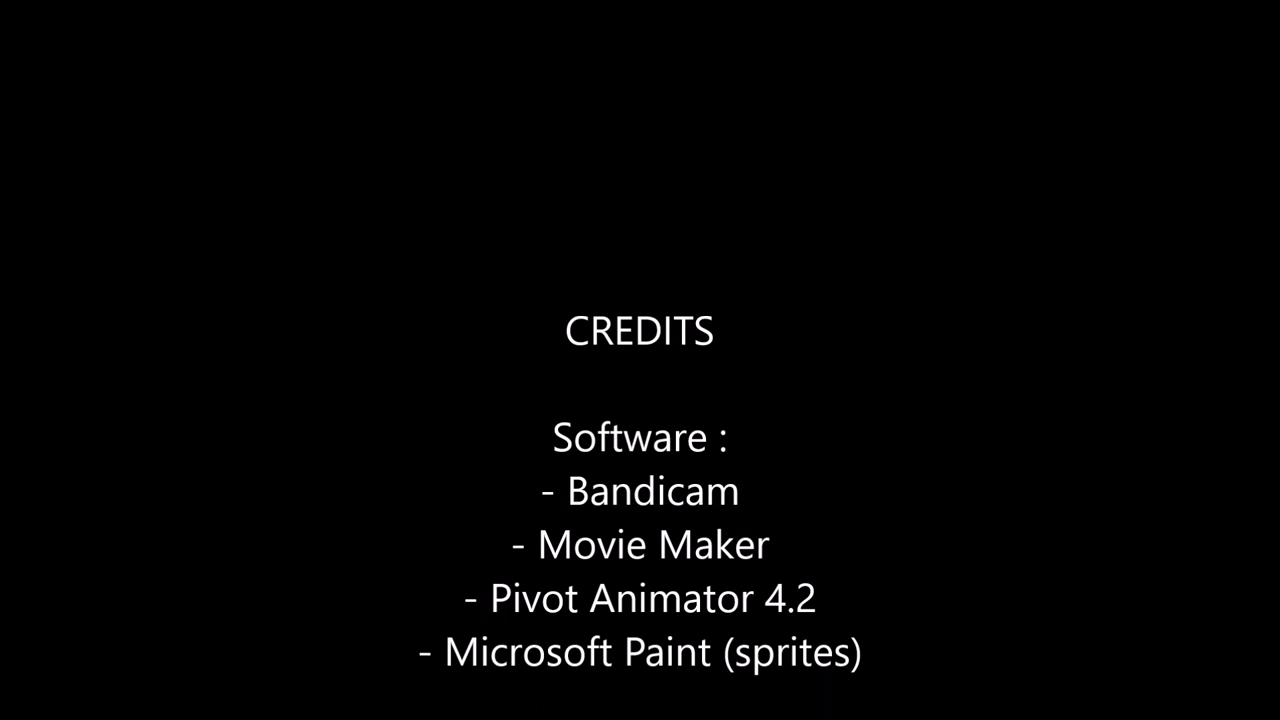 CREDITS
Software :
- Bandicam
- Movie Maker
- Pivot Animator 4.2
- Microsoft Paint (sprites)